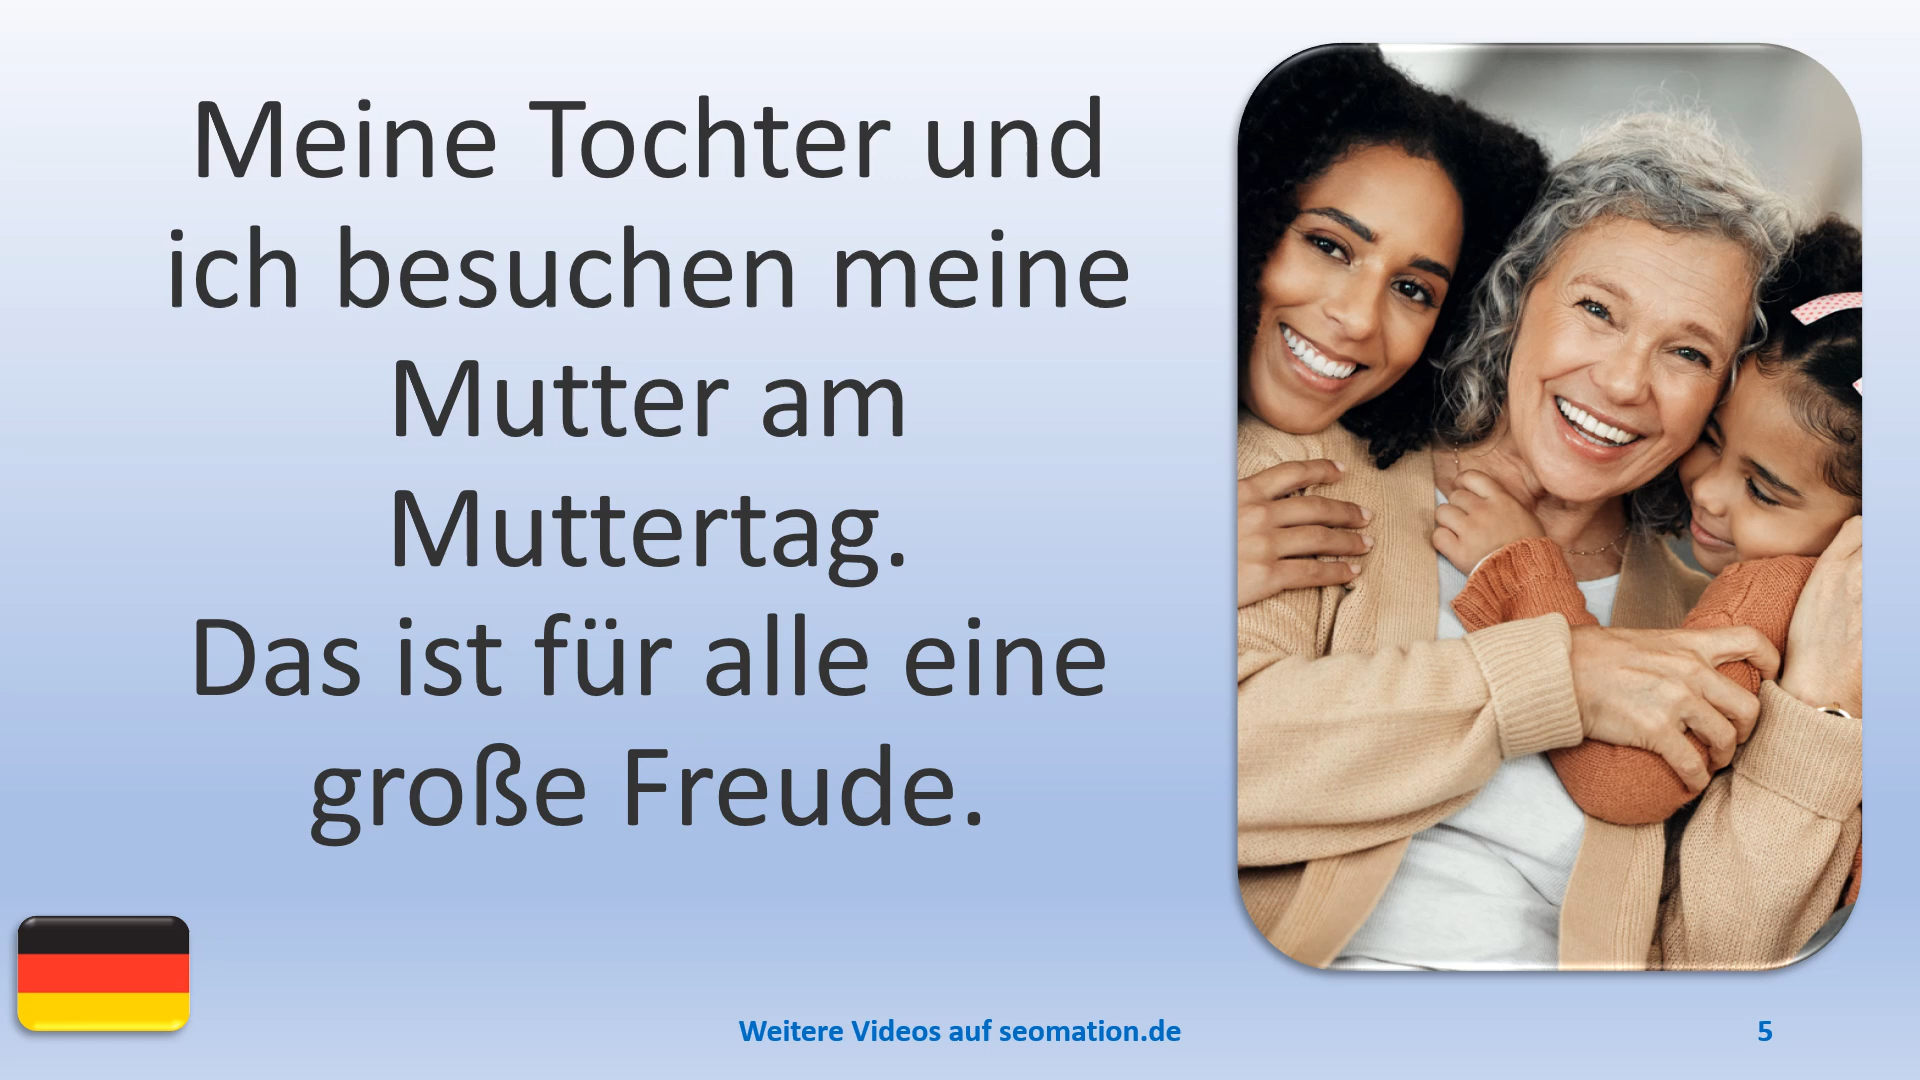 Meine Tochter und
ich besuchen meine
Mutter am
Muttertag.
Das ist für alle eine
große Freude.
Weitere Videos auf seomation.de
5